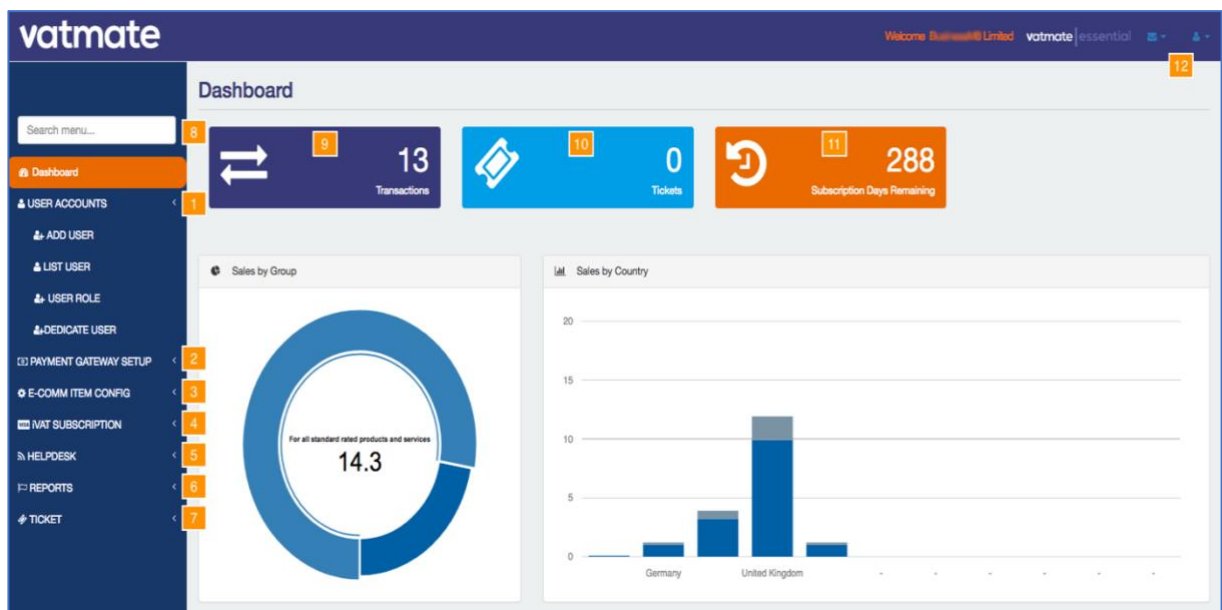 vatmate
Welcome Limited vatmate|essential
12
Dashboard
Search menu...
8
9
13
Transactions
10
0
Tickets
11
288
Subscription Days Remaining
Dashboard
USER ACCOUNTS
1
ADD USER
LIST USER
USER ROLE
DEDICATE USER
PAYMENT GATEWAY SETUP
2
E-COMM ITEM CONFIG
3
IVAT SUBSCRIPTION
4
HELPDESK
5
REPORTS
6
TICKET
7
Sales by Group
For all standard rated products and services
14.3
Sales by Country
20
15
10
5
0
Germany United Kingdom - - - - - -